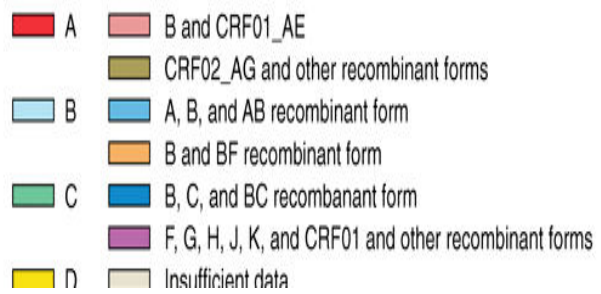 A B and CRF01_AE
CRF02_AG and other recombinant forms
B A, B, and AB recombinant form
B and BF recombinant form
C B, C, and BC recombanant form
F, G, H, J, K, and CRF01 and other recombinant forms
D Insufficient data